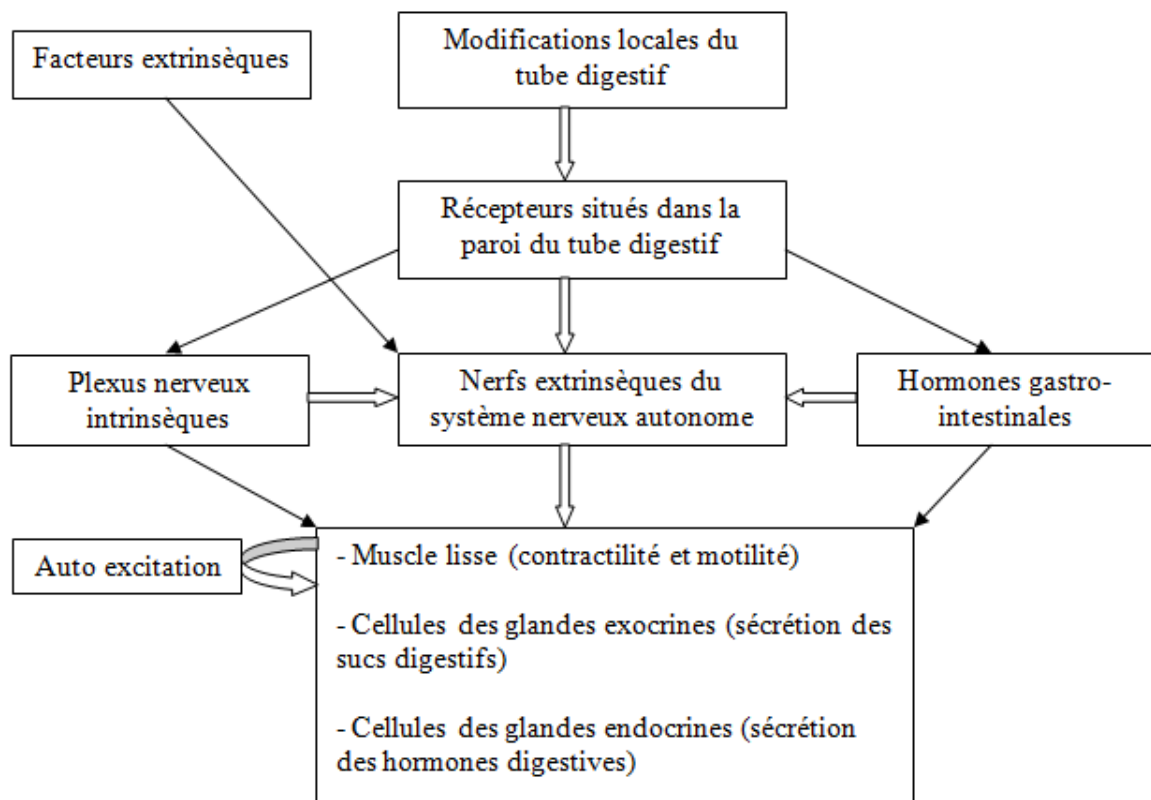 Facteurs extrinsèques
Modifications locales du
tube digestif
Récepteurs situés dans la
paroi du tube digestif
Plexus nerveux
intrinsèques
Nerfs extrinsèques du
système nerveux autonome
Hormones gastro-
intestinales
Auto excitation
- Muscle lisse (contractilité et motilité)
- Cellules des glandes exocrines (sécrétion des
sucs digestifs)
- Cellules des glandes endocrines (sécrétion
des hormones digestives)